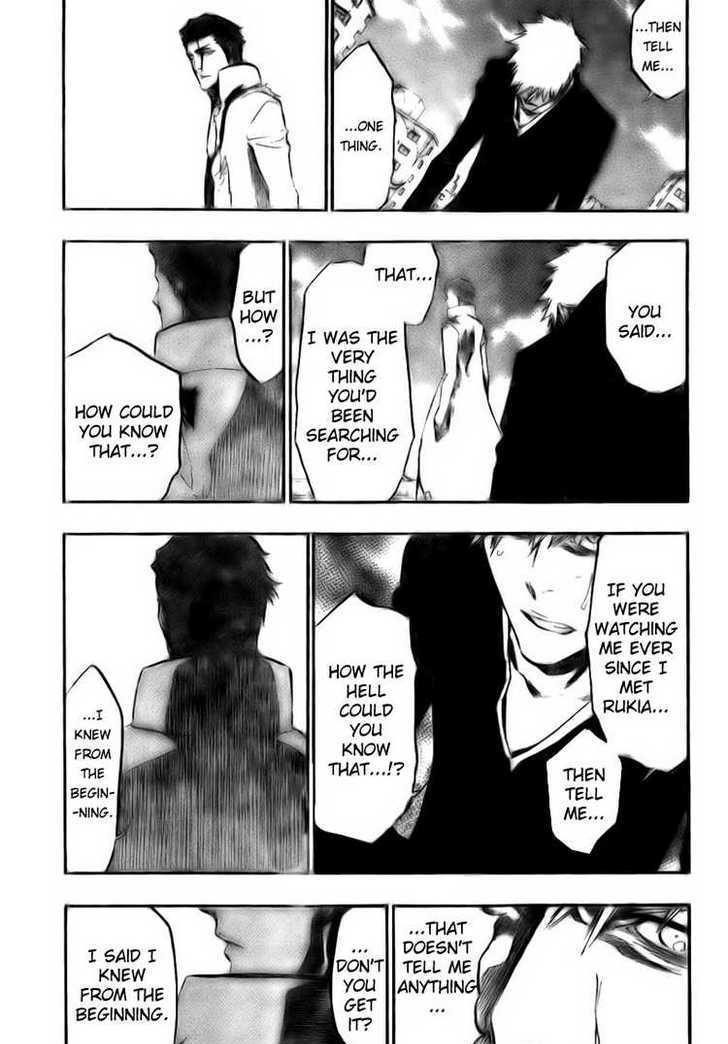 ...THEN
TELL
ME...
...ONE
THING.
YOU
SAID...
THAT...
I WAS THE
VERY
THING
YOU'D
BEEN
SEARCHING
FOR...
BUT
HOW
...?
HOW COULD
YOU KNOW
THAT...?
IF YOU
WERE
WATCHING
ME EVER
SINCE I
MET
RUKIA...
THEN
TELL
ME...
HOW THE
HELL
COULD
YOU
KNOW
THAT...!?
...I
KNEW
FROM
THE
BEGIN-
-NING.
...THAT
DOESN'T
TELL ME
ANYTHING
...
...
DON'T
YOU
GET
IT?
I SAID I
KNEW
FROM THE
BEGINNING.